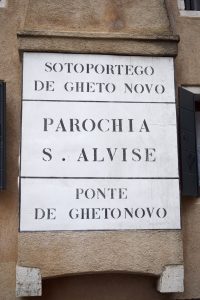 SOTOPORTEGO
DE GHETO NOVO
PAROCHIA
S. ALVISE
PONTE
DE GHETONOVO